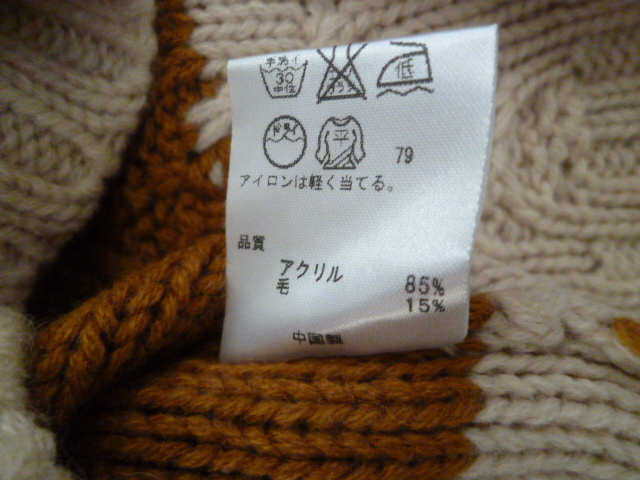 手洗イ
30
中性
低
ドライ
平
79
アイロンは軽く当てる。
品質
アクリル 85%
毛 15%
中国製